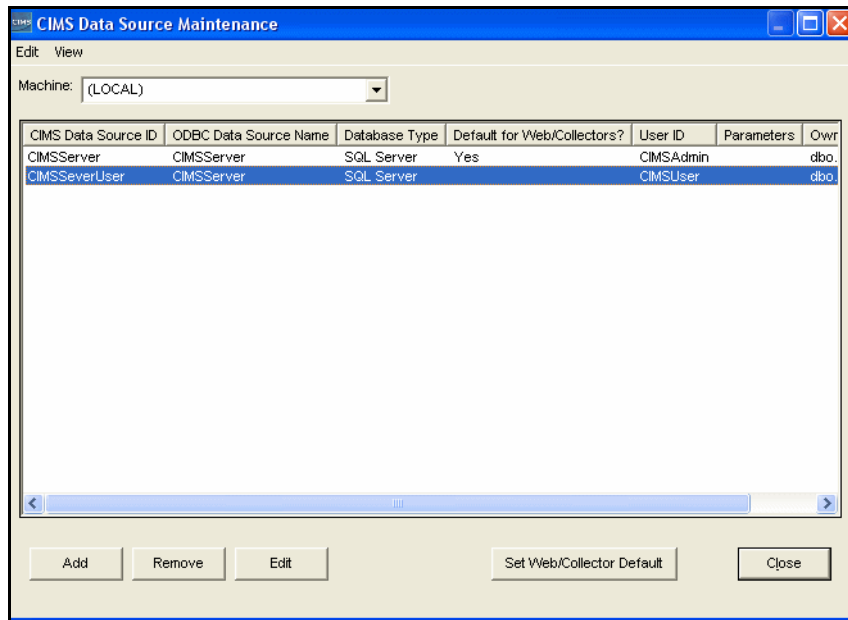 CIMS CIMS Data Source Maintenance
Edit View
Machine: (LOCAL)
CIMS Data Source ID ODBC Data Source Name Database Type Default for Web/Collectors? User ID Parameters Owr
CIMSServer CIMSServer SQL Server Yes CIMSAdmin dbo.
CIMSSeverUser CIMSServer SQL Server CIMSUser dbo.
Add Remove Edit Set Web/Collector Default Close